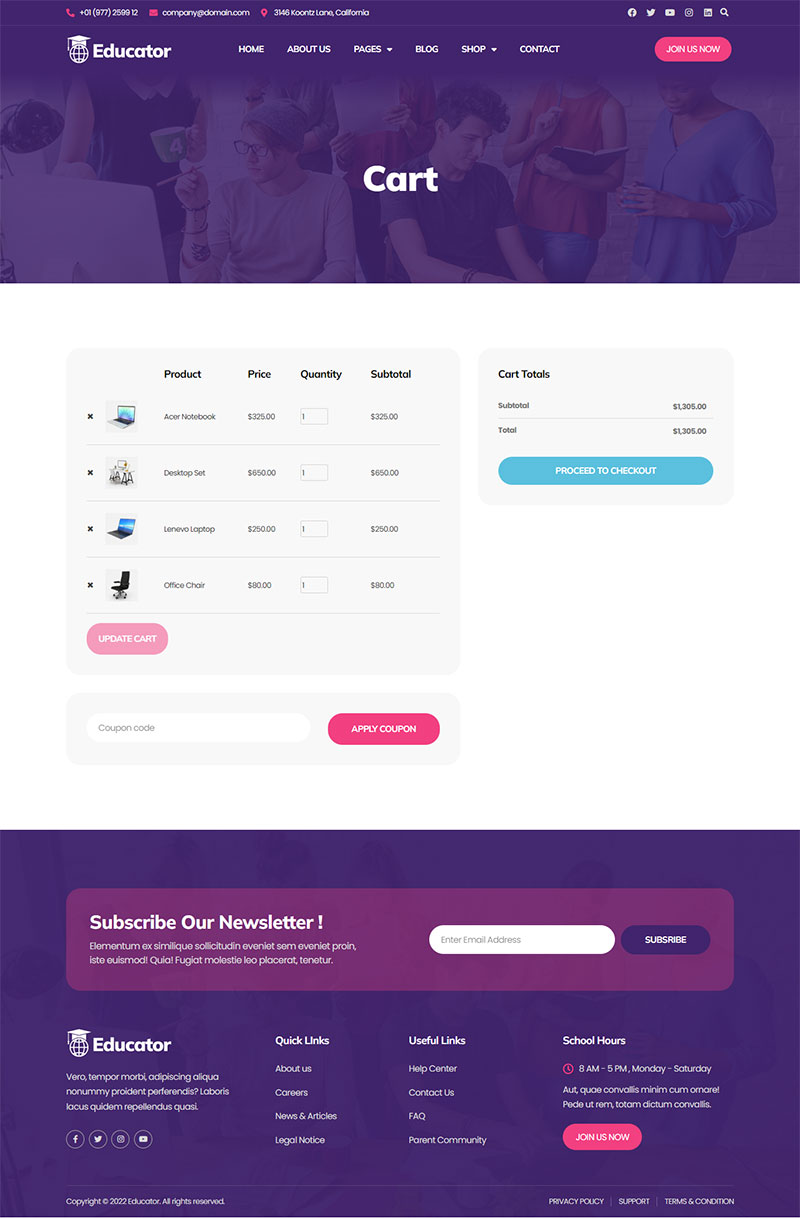 +01 (977) 2599 12 company@domain.com 3146 Koontz Lane, California
Educator HOME ABOUT US PAGES BLOG SHOP CONTACT JOIN US NOW
4
Cart
Product Price Quantity Subtotal
Acer Notebook $325.00 1 $325.00
Desktop Set $650.00 1 $650.00
Lenevo Laptop $250.00 1 $250.00
Office Chair $80.00 1 $80.00
UPDATE CART
Coupon code APPLY COUPON
Cart Totals
Subtotal $1,305.00
Total $1,305.00
PROCEED TO CHECKOUT
Subscribe Our Newsletter !
Elementum ex similique sollicitudin eveniet sem eveniet proin,
iste euismod! Quia! Fugiat molestie leo placerat, tenetur.
Enter Email Address SUBSRIBE
Educator
Vero, tempor morbi, adipiscing aliqua
nonummy proident perferendis? Laboris
lacus quidem repellendus quasi.
Quick LInks
About us
Careers
News & Articles
Legal Notice
Useful Links
Help Center
Contact Us
FAQ
Parent Community
School Hours
8 AM - 5 PM , Monday - Saturday
Aut, quae convallis minim cum ornare!
Pede ut rem, totam dictum convallis.
JOIN US NOW
Copyright © 2022 Educator. All rights reserved. PRIVACY POLICY SUPPORT TERMS & CONDITION